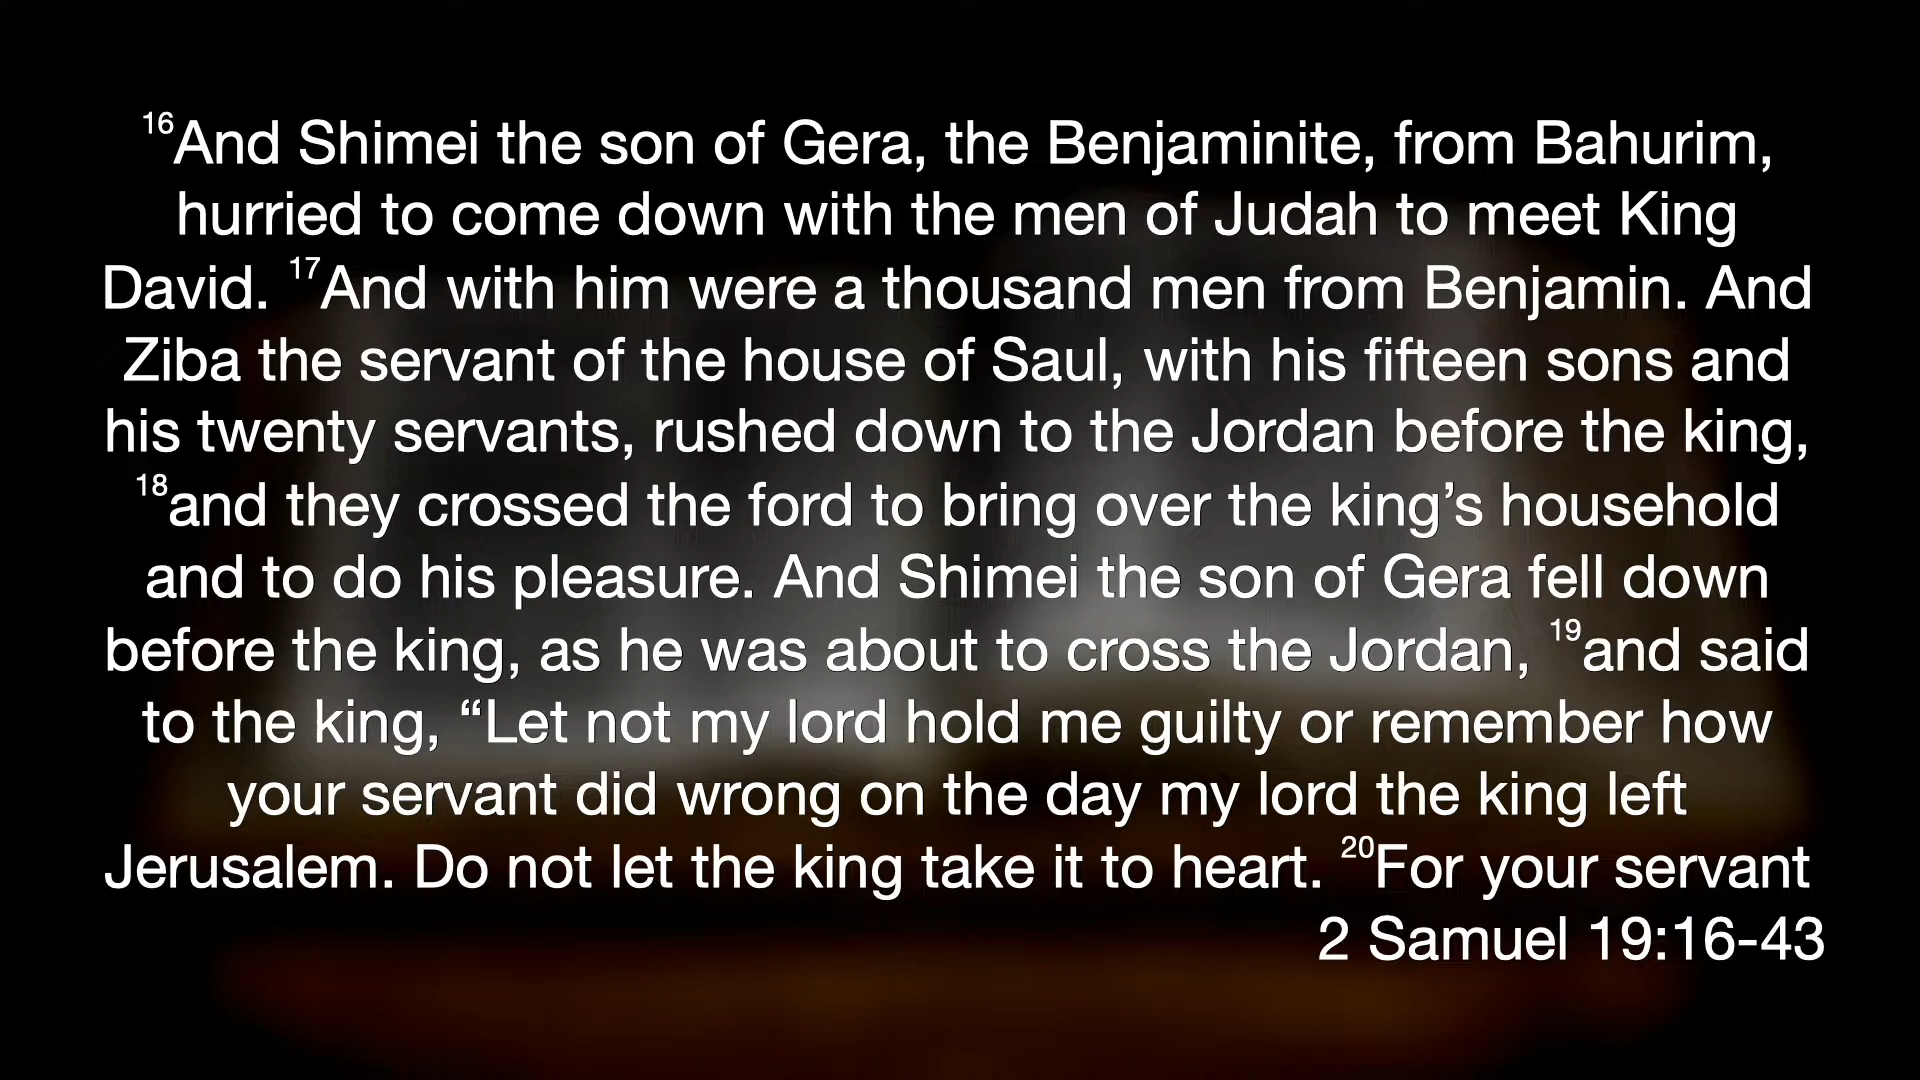 ¹⁶And Shimei the son of Gera, the Benjaminite, from Bahurim,
hurried to come down with the men of Judah to meet King
David. ¹⁷And with him were a thousand men from Benjamin. And
Ziba the servant of the house of Saul, with his fifteen sons and
his twenty servants, rushed down to the Jordan before the king,
¹⁸and they crossed the ford to bring over the king’s household
and to do his pleasure. And Shimei the son of Gera fell down
before the king, as he was about to cross the Jordan, ¹⁹and said
to the king, “Let not my lord hold me guilty or remember how
your servant did wrong on the day my lord the king left
Jerusalem. Do not let the king take it to heart. ²⁰For your servant
2 Samuel 19:16-43